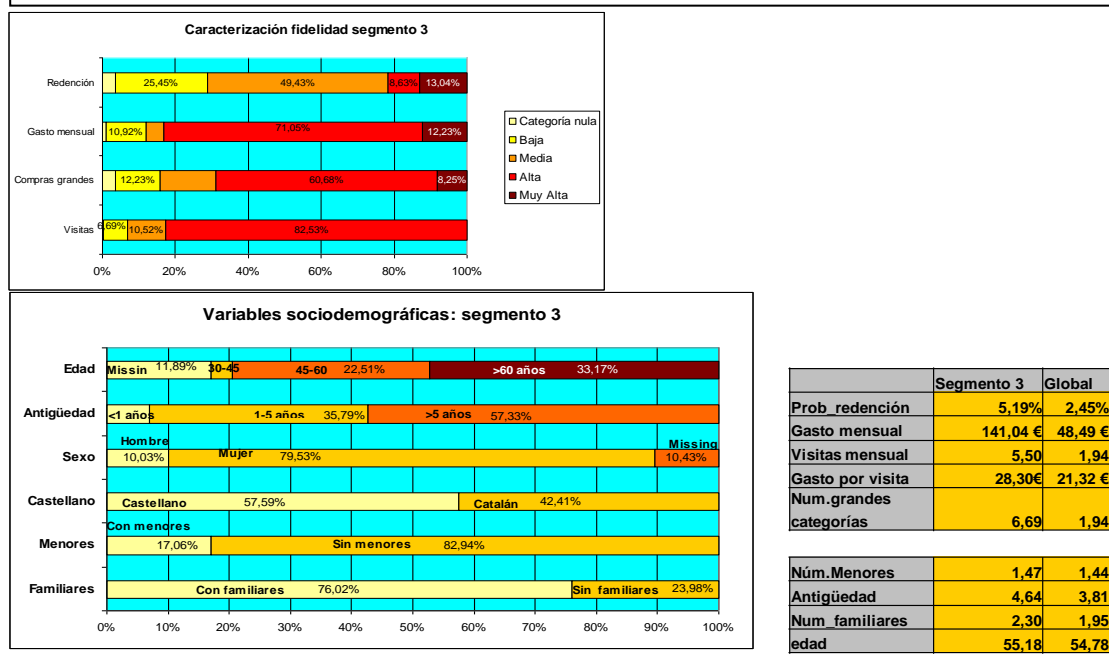 Caracterización fidelidad segmento 3
Redención 25,45% 49,43% 8,63% 13,04%
Gasto mensual 10,92% 71,05% 12,23%
Compras grandes 12,23% 60,68% 8,25%
Visitas 6,69% 10,52% 82,53%
0% 20% 40% 60% 80% 100%
Categoría nula
Baja
Media
Alta
Muy Alta
Variables sociodemográficas: segmento 3
Edad Missin 11,89% 30-45 45-60 22,51% >60 años 33,17%
Antigüedad <1 años 1-5 años 35,79% >5 años 57,33%
Hombre Missing
Sexo 10,03% Mujer 79,53% 10,43%
Castellano Castellano 57,59% Catalán 42,41%
Con menores
Menores 17,06% Sin menores 82,94%
Familiares Con familiares 76,02% Sin familiares 23,98%
0% 10% 20% 30% 40% 50% 60% 70% 80% 90% 100%
Segmento 3 Global
Prob_redención 5,19% 2,45%
Gasto mensual 141,04 € 48,49 €
Visitas mensual 5,50 1,94
Gasto por visita 28,30€ 21,32 €
Num.grandes
categorías 6,69 1,94
Núm.Menores 1,47 1,44
Antigüedad 4,64 3,81
Num_familiares 2,30 1,95
edad 55,18 54,78